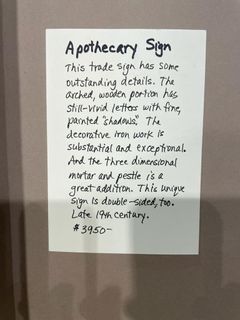 Apothecary Sign
This trade sign has some
outstanding details. The
arched, wooden portion has
still-vivid letters with fine,
painted "shadows." The
decorative iron work is
substantial and exceptional.
And the three dimensional
mortar and pestle is a
great addition. This unique
sign is double-sided, too.
Late 19th century.
$3950-